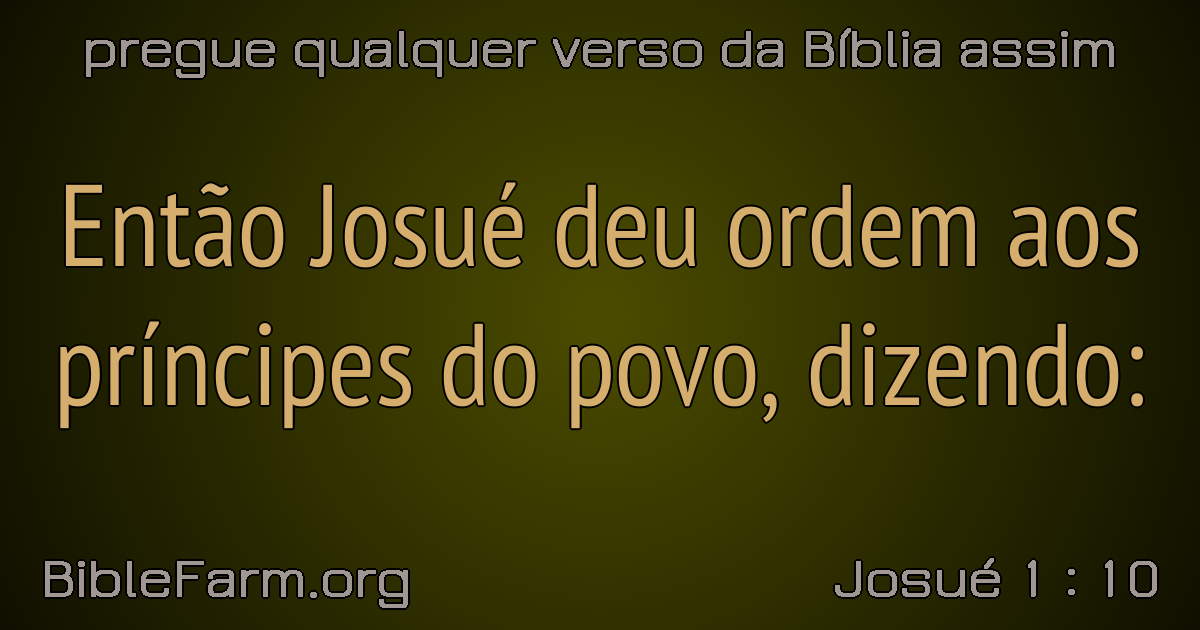 pregue qualquer verso da Bíblia assim
Então Josué deu ordem aos
príncipes do povo, dizendo:
BibleFarm.org
Josué 1 : 10